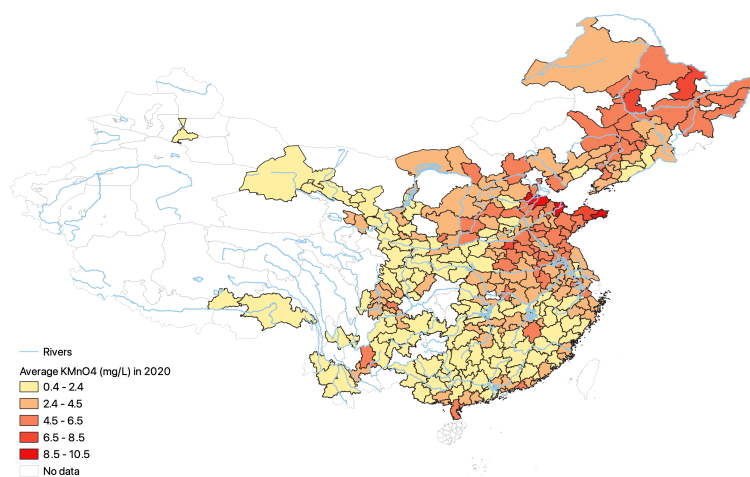 Rivers
Average KMnO4 (mg/L) in 2020
0.4 - 2.4
2.4 - 4.5
4.5 - 6.5
6.5 - 8.5
8.5 - 10.5
No data